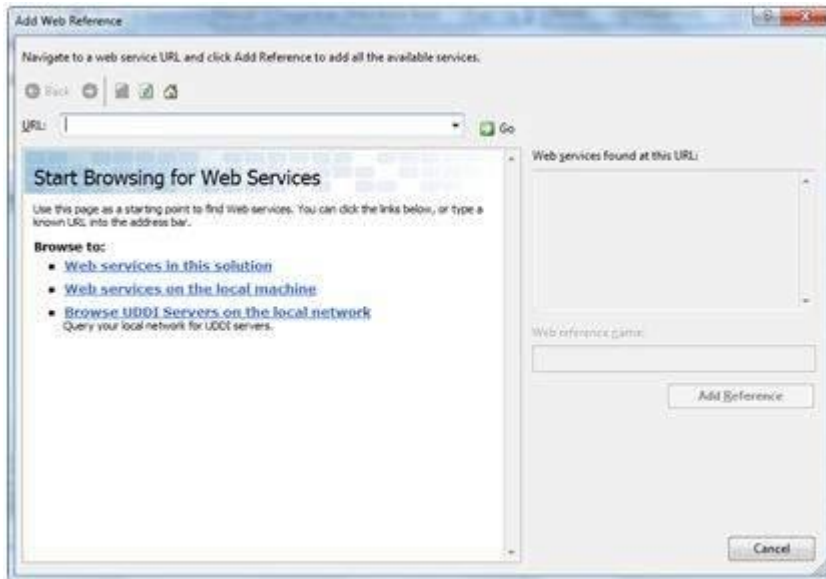 Add Web Reference
Navigate to a web service URL and click Add Reference to add all the available services.
Back
URL:
Go
Start Browsing for Web Services
Use this page as a starting point to find Web services. You can click the links below, or type a
known URL into the address bar.
Browse to:
Web services in this solution
Web services on the local machine
Browse UDDI Servers on the local network
Query your local network for UDDI servers.
Web services found at this URL:
Web reference name:
Add Reference
Cancel